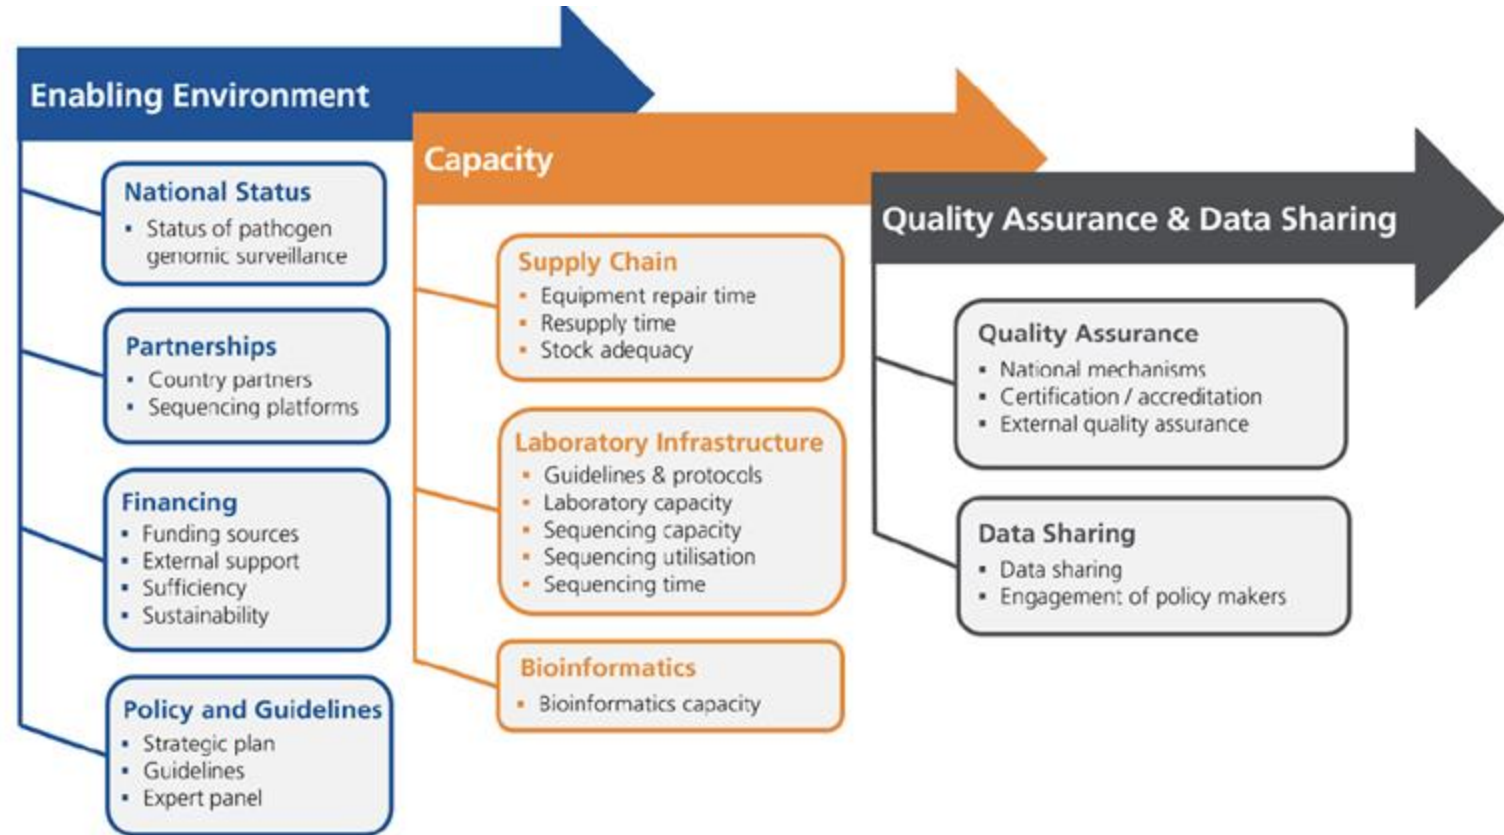 Enabling Environment
National Status
▪ Status of pathogen
genomic surveillance
Partnerships
▪ Country partners
▪ Sequencing platforms
Financing
▪ Funding sources
▪ External support
▪ Sufficiency
▪ Sustainability
Policy and Guidelines
▪ Strategic plan
▪ Guidelines
▪ Expert panel
Capacity
Supply Chain
▪ Equipment repair time
▪ Resupply time
▪ Stock adequacy
Laboratory Infrastructure
▪ Guidelines & protocols
▪ Laboratory capacity
▪ Sequencing capacity
▪ Sequencing utilisation
▪ Sequencing time
Bioinformatics
▪ Bioinformatics capacity
Quality Assurance & Data Sharing
Quality Assurance
▪ National mechanisms
▪ Certification / accreditation
▪ External quality assurance
Data Sharing
▪ Data sharing
▪ Engagement of policy makers